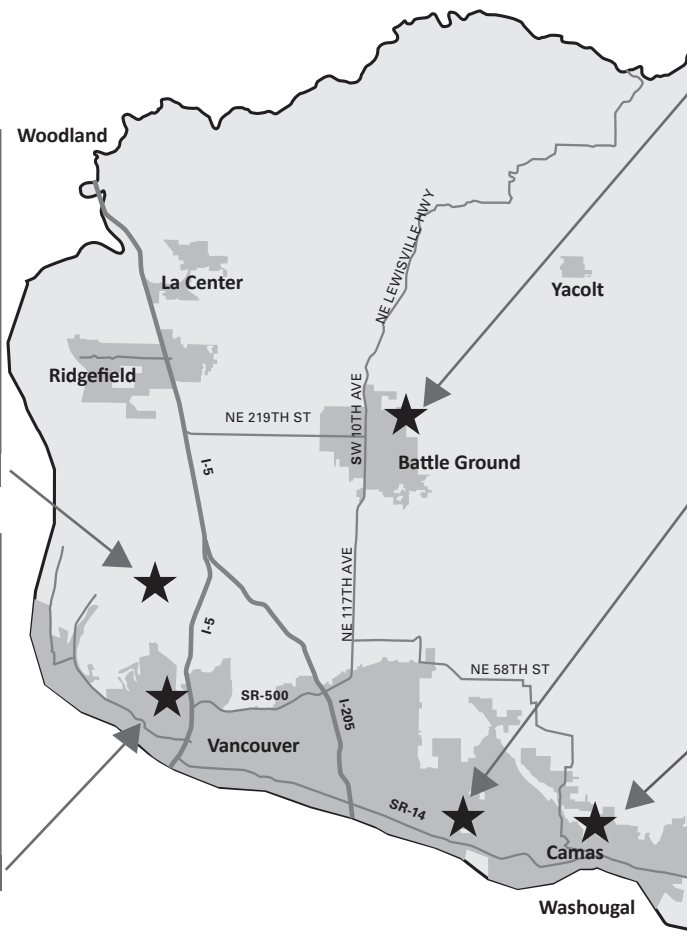 Woodland
NE LEWISVILLE HWY
La Center
Yacolt
Ridgefield
SW 10TH AVE
NE 219TH ST
Battle Ground
I-5
NE 117TH AVE
I-5
NE 58TH ST
SR-500
I-205
Vancouver
SR-14
Camas
Washougal